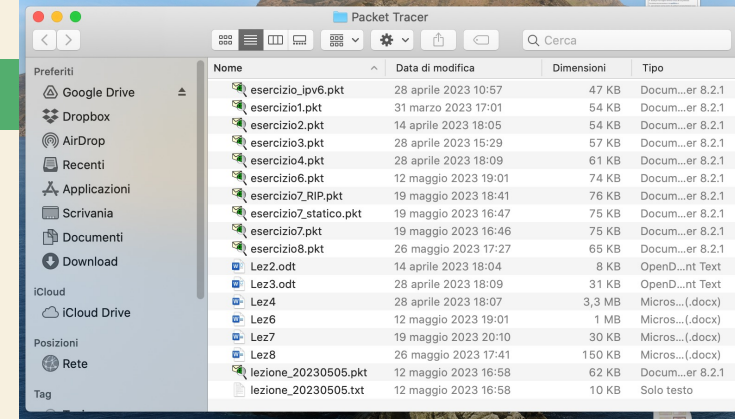 Packet Tracer
Cerca
Preferiti
Google Drive
Dropbox
AirDrop
Recenti
Applicazioni
Scrivania
Documenti
Download
iCloud
iCloud Drive
Posizioni
Rete
Tag
Nome Data di modifica Dimensioni Tipo
esercizio_ipv6.pkt 28 aprile 2023 10:57 47 KB Docum...er 8.2.1
esercizio1.pkt 31 marzo 2023 17:01 54 KB Docum...er 8.2.1
esercizio2.pkt 14 aprile 2023 18:05 54 KB Docum...er 8.2.1
esercizio3.pkt 28 aprile 2023 15:29 57 KB Docum...er 8.2.1
esercizio4.pkt 28 aprile 2023 18:09 61 KB Docum...er 8.2.1
esercizio6.pkt 12 maggio 2023 19:01 74 KB Docum...er 8.2.1
esercizio7_RIP.pkt 19 maggio 2023 18:41 76 KB Docum...er 8.2.1
esercizio7_statico.pkt 19 maggio 2023 16:47 75 KB Docum...er 8.2.1
esercizio7.pkt 19 maggio 2023 16:46 75 KB Docum...er 8.2.1
esercizio8.pkt 26 maggio 2023 17:27 65 KB Docum...er 8.2.1
Lez2.odt 14 aprile 2023 18:04 8 KB OpenD...nt Text
Lez3.odt 28 aprile 2023 18:09 31 KB OpenD...nt Text
Lez4 28 aprile 2023 18:07 3,3 MB Micros...(.docx)
Lez6 12 maggio 2023 19:01 1 MB Micros...(.docx)
Lez7 19 maggio 2023 20:10 30 KB Micros...(.docx)
Lez8 26 maggio 2023 17:41 150 KB Micros...(.docx)
lezione_20230505.pkt 12 maggio 2023 16:58 62 KB Docum...er 8.2.1
lezione_20230505.txt 12 maggio 2023 16:58 10 KB Solo testo